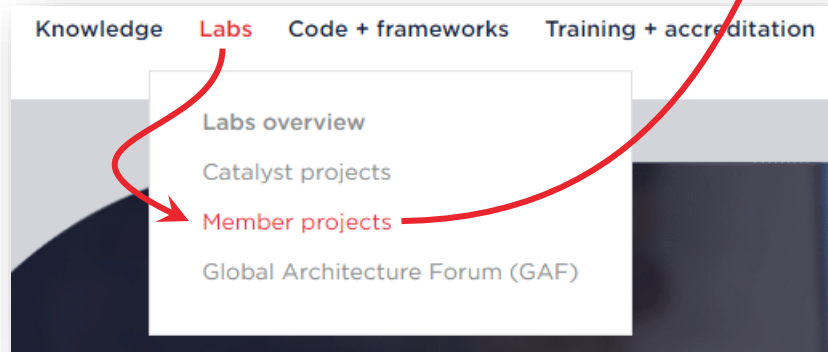 Knowledge Labs Code + frameworks Training + accreditation
Labs overview
Catalyst projects
Member projects
Global Architecture Forum (GAF)